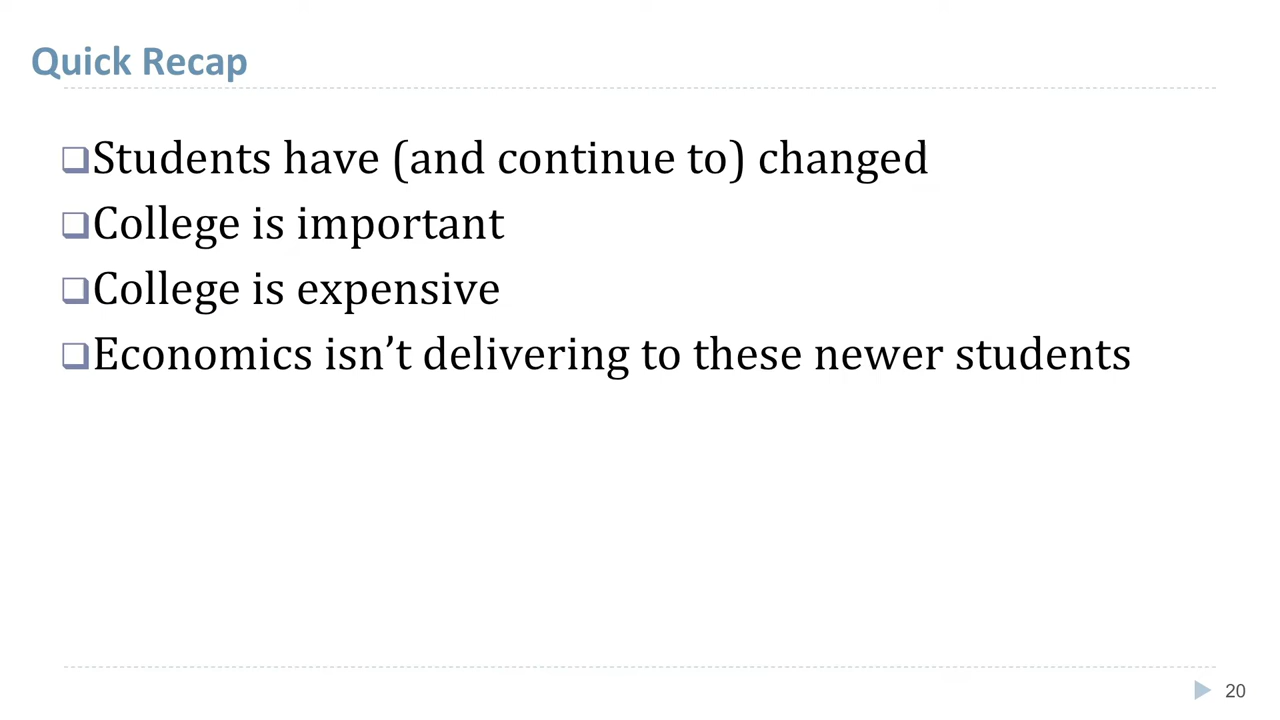 Quick Recap
❑Students have (and continue to) changed
❑College is important
❑College is expensive
❑Economics isn’t delivering to these newer students
20